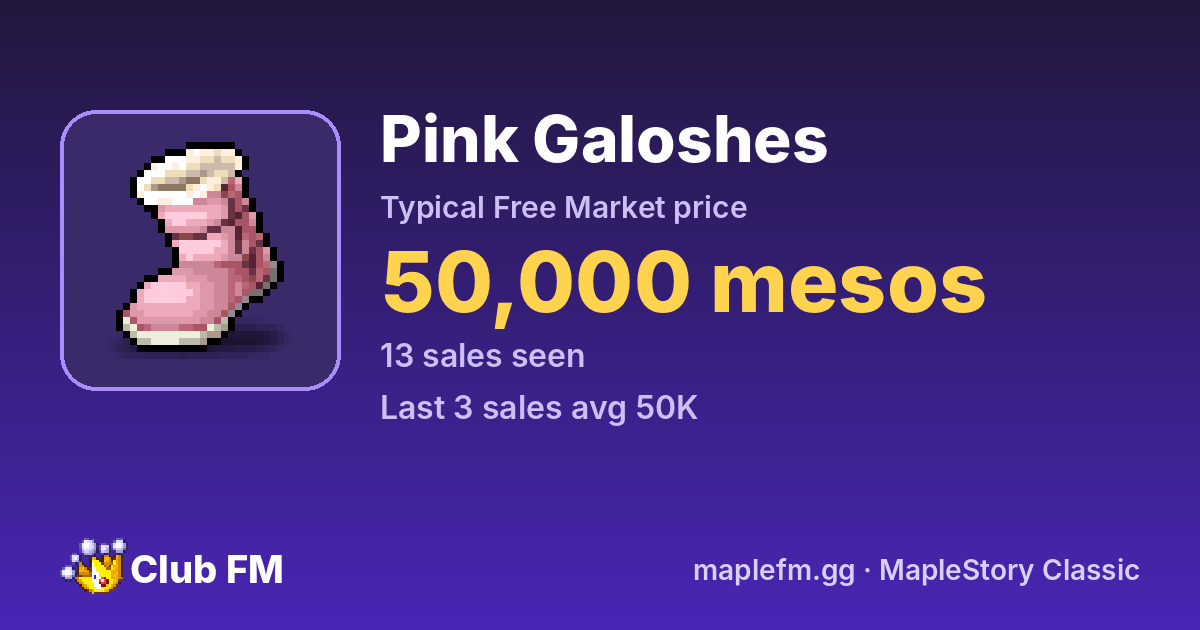 Pink Galoshes
Typical Free Market price
50,000 mesos
13 sales seen
Last 3 sales avg 50K
Club FM
maplefm.gg · MapleStory Classic